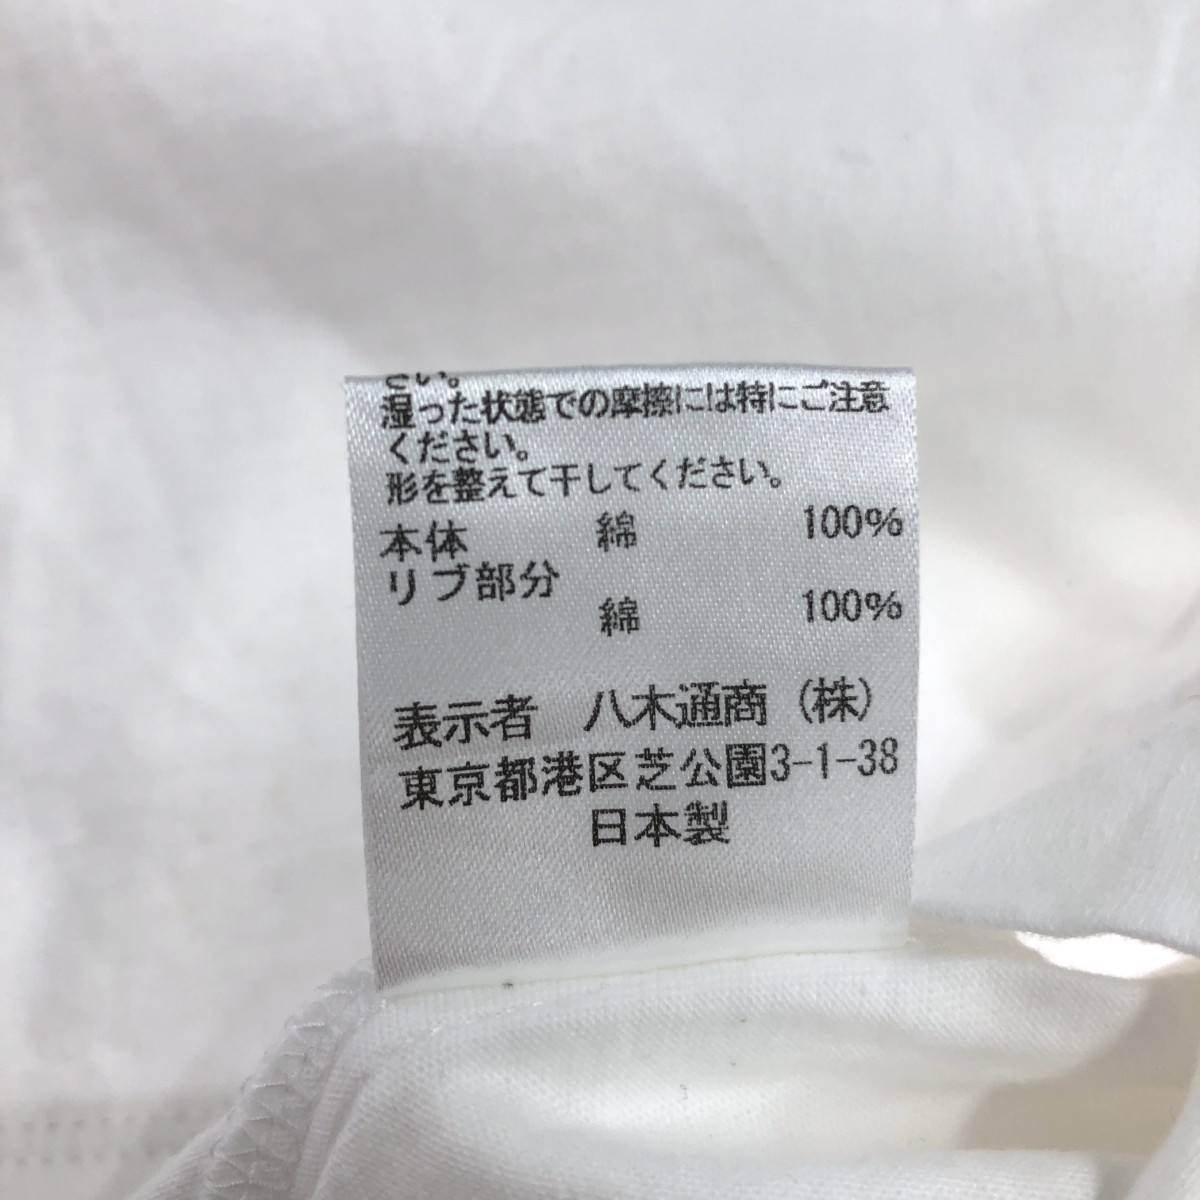 さい。
湿った状態での摩擦には特にご注意
ください。
形を整えて干してください。
本体 綿 100%
リブ部分
綿 100%
表示者 八木通商(株)
東京都港区芝公園3-1-38
日本製